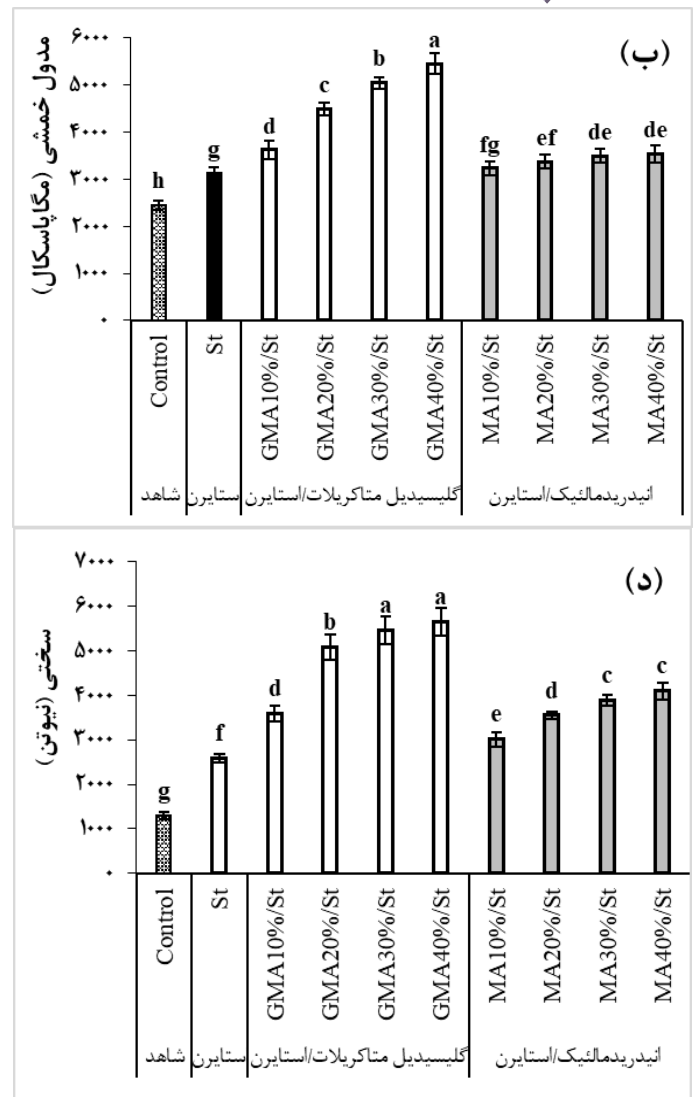 (ب)
مدول خمشی (مگاپاسکال)
۶۰۰۰
۵۰۰۰
۴۰۰۰
۳۰۰۰
۲۰۰۰
۱۰۰۰
۰
h
g
d
c
b
a
fg
ef
de
de
Control
St
GMA10%/St
GMA20%/St
GMA30%/St
GMA40%/St
MA10%/St
MA20%/St
MA30%/St
MA40%/St
شاهد
ستایرن
گلیسیدیل متاکریلات/استایرن
انیدریدمالئیک/استایرن
(د)
سختی (نیوتن)
۷۰۰۰
۶۰۰۰
۵۰۰۰
۴۰۰۰
۳۰۰۰
۲۰۰۰
۱۰۰۰
۰
g
f
d
b
a
a
e
d
c
c
Control
St
GMA10%/St
GMA20%/St
GMA30%/St
GMA40%/St
MA10%/St
MA20%/St
MA30%/St
MA40%/St
شاهد
ستایرن
گلیسیدیل متاکریلات/استایرن
انیدریدمالئیک/استایرن